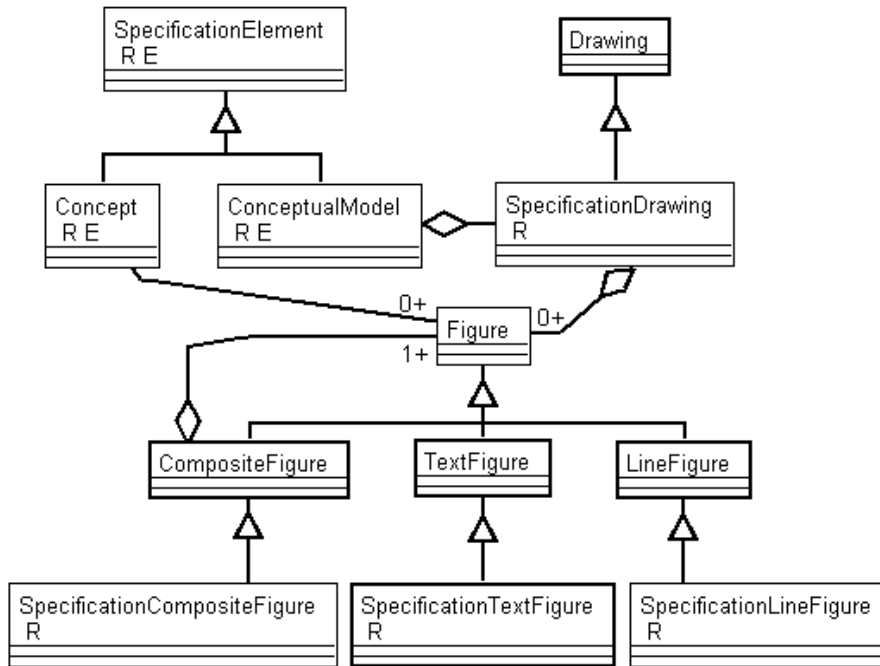 SpecificationElement
R E
Drawing
Concept
R E
ConceptualModel
R E
SpecificationDrawing
R
0+
0+
Figure
1+
CompositeFigure
TextFigure
LineFigure
SpecificationCompositeFigure
R
SpecificationTextFigure
R
SpecificationLineFigure
R